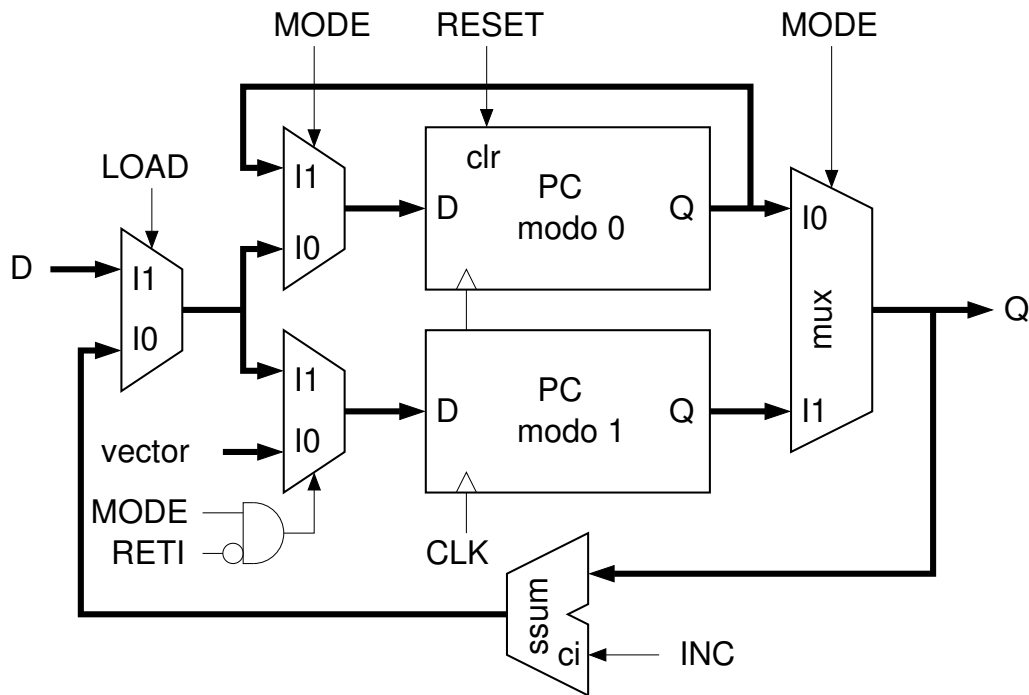 MODE
RESET
MODE
LOAD
clr
I1
D
PC
modo 0
Q
I0
I0
D
I1
I0
mux
Q
I1
D
PC
modo 1
Q
I1
I0
vector
MODE
RETI
CLK
ssum
ci
INC